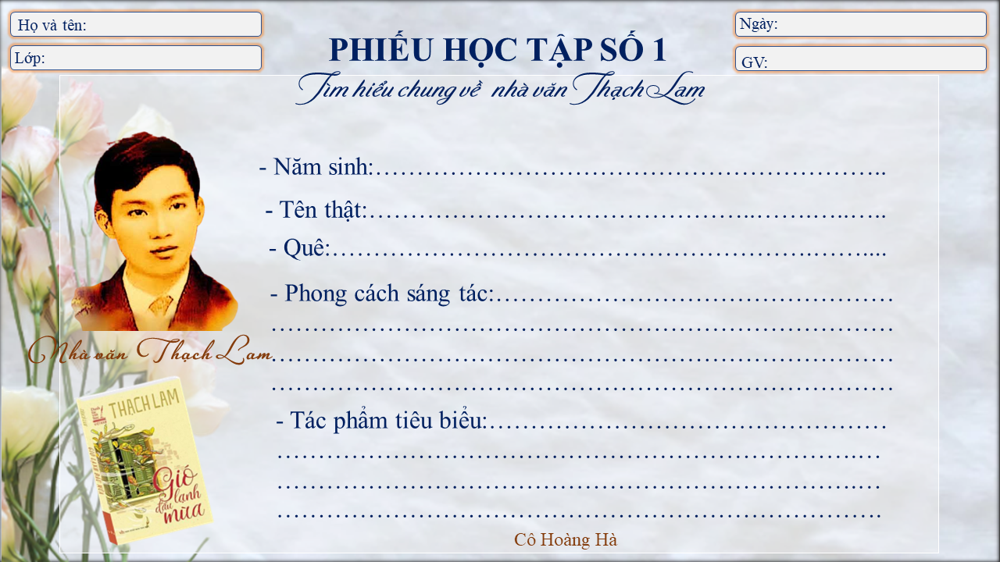 Họ và tên:
Lớp:
Ngày:
GV:
PHIẾU HỌC TẬP SỐ 1
Tìm hiểu chung về nhà văn Thạch Lam
- Năm sinh:……………………………………………………..
- Tên thật:………………………………………..…….…..…..
- Quê:………………………………………………….……....
- Phong cách sáng tác:…………………………………………
…………………………………………………………………
Nhà văn Thạch Lam
…………………………………………………………………
…………………………………………………………………
- Tác phẩm tiêu biểu:…………………………………………
…………………………………………………………….…
…………………………………………………………….…
……………………………………………………………….
THẠCH LAM
Gió
lạnh
đầu
mùa
Cô Hoàng Hà